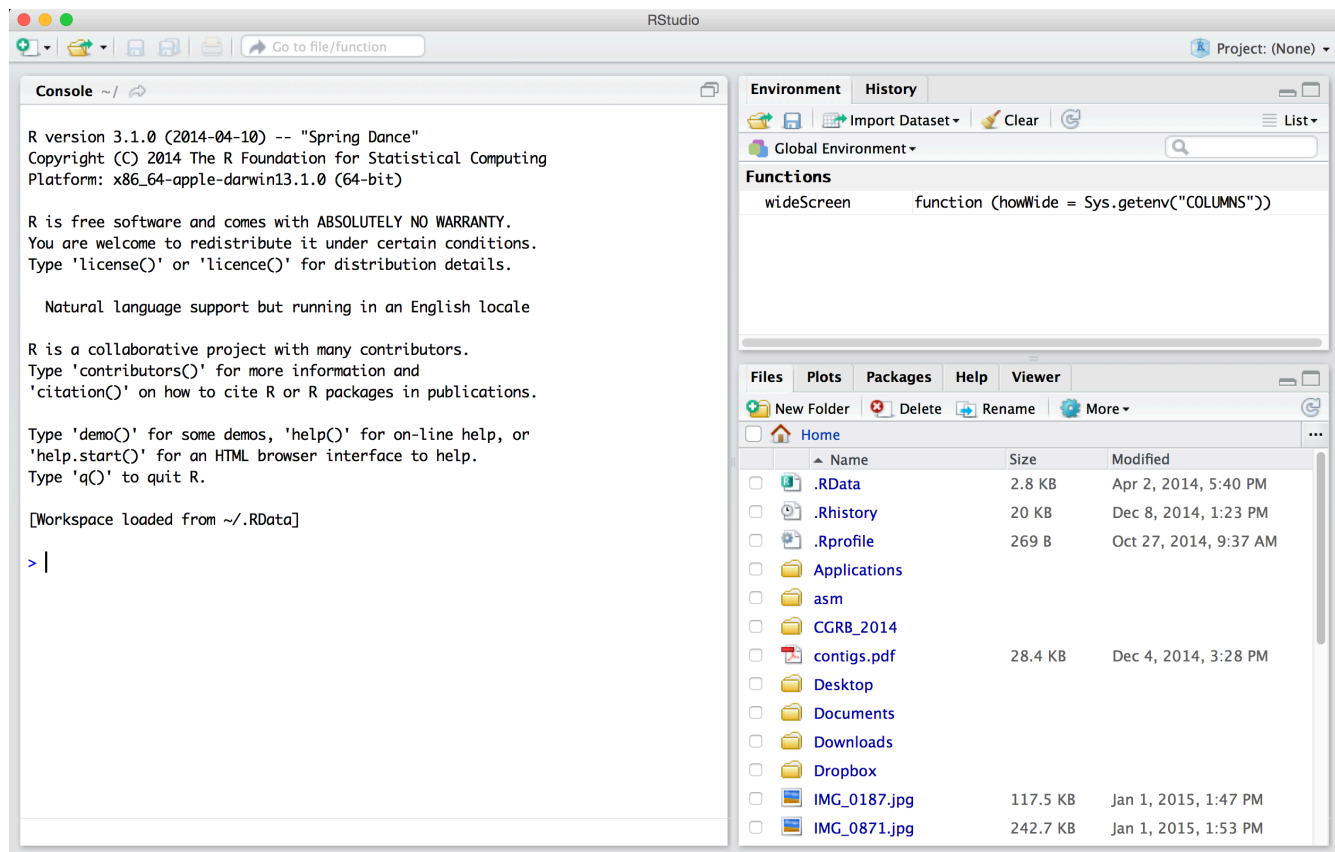 RStudio
Go to file/function
Project: (None)
Console ~/
R version 3.1.0 (2014-04-10) -- "Spring Dance"
Copyright (C) 2014 The R Foundation for Statistical Computing
Platform: x86_64-apple-darwin13.1.0 (64-bit)
R is free software and comes with ABSOLUTELY NO WARRANTY.
You are welcome to redistribute it under certain conditions.
Type 'license()' or 'licence()' for distribution details.
Natural language support but running in an English locale
R is a collaborative project with many contributors.
Type 'contributors()' for more information and
'citation()' on how to cite R or R packages in publications.
Type 'demo()' for some demos, 'help()' for on-line help, or
'help.start()' for an HTML browser interface to help.
Type 'q()' to quit R.
[Workspace loaded from ~/.RData]
>
Environment History
Import Dataset Clear List
Global Environment
Functions
wideScreen function (howWide = Sys.getenv("COLUMNS"))
Files Plots Packages Help Viewer
New Folder Delete Rename More
Home ...
Name Size Modified
.RData 2.8 KB Apr 2, 2014, 5:40 PM
.Rhistory 20 KB Dec 8, 2014, 1:23 PM
.Rprofile 269 B Oct 27, 2014, 9:37 AM
Applications
asm
CGRB_2014
contigs.pdf 28.4 KB Dec 4, 2014, 3:28 PM
Desktop
Documents
Downloads
Dropbox
IMG_0187.jpg 117.5 KB Jan 1, 2015, 1:47 PM
IMG_0871.jpg 242.7 KB Jan 1, 2015, 1:53 PM